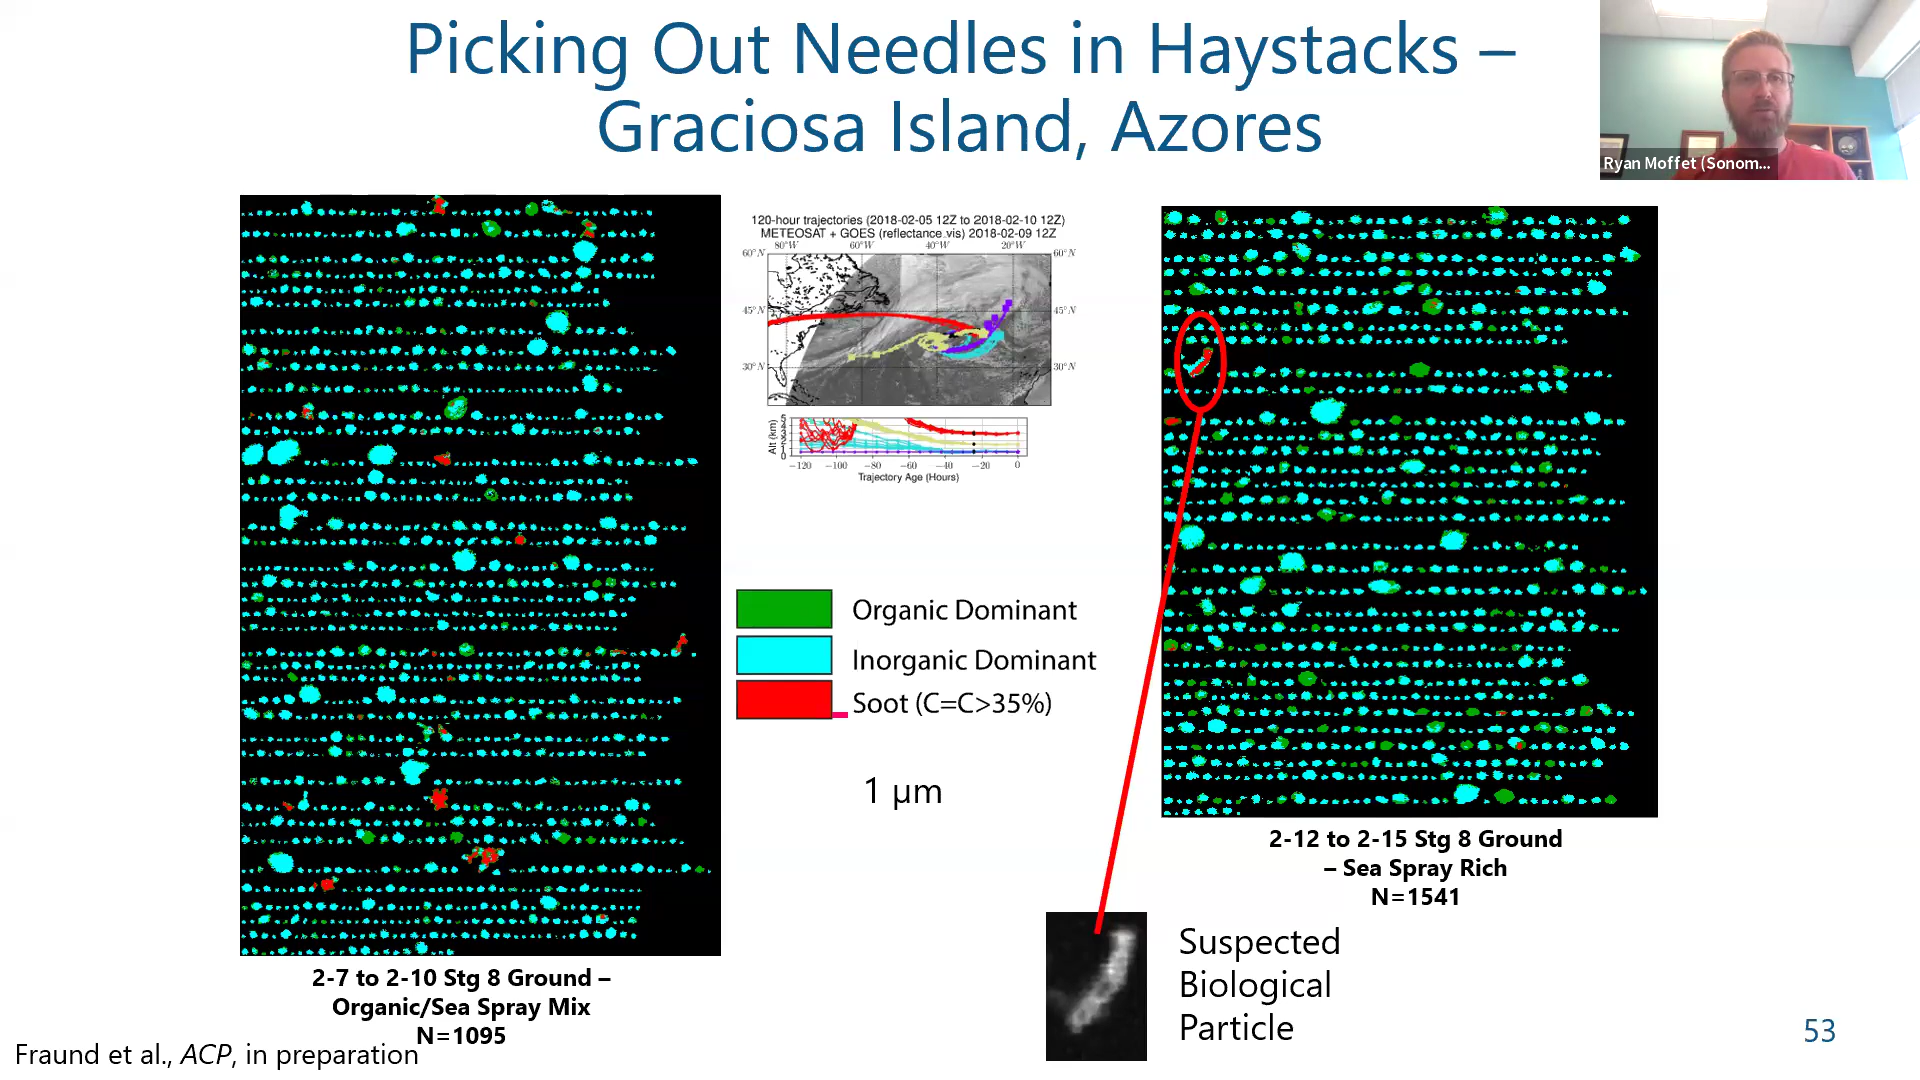 Picking Out Needles in Haystacks –
Graciosa Island, Azores
Ryan Moffet (Sonom...
120-hour trajectories (2018-02-05 12Z to 2018-02-10 12Z)
METEOSAT + GOES (reflectance.vis) 2018-02-09 12Z
80°W 60°W 40°W 20°W
60°N 60°N
45°N 45°N
30°N 30°N
Alt (km)
−120 −100 −80 −60 −40 −20 0
Trajectory Age (Hours)
Organic Dominant
Inorganic Dominant
Soot (C=C>35%)
1 µm
2-12 to 2-15 Stg 8 Ground
– Sea Spray Rich
N=1541
Suspected
Biological
Particle
2-7 to 2-10 Stg 8 Ground –
Organic/Sea Spray Mix
N=1095
Fraund et al., ACP, in preparation
53